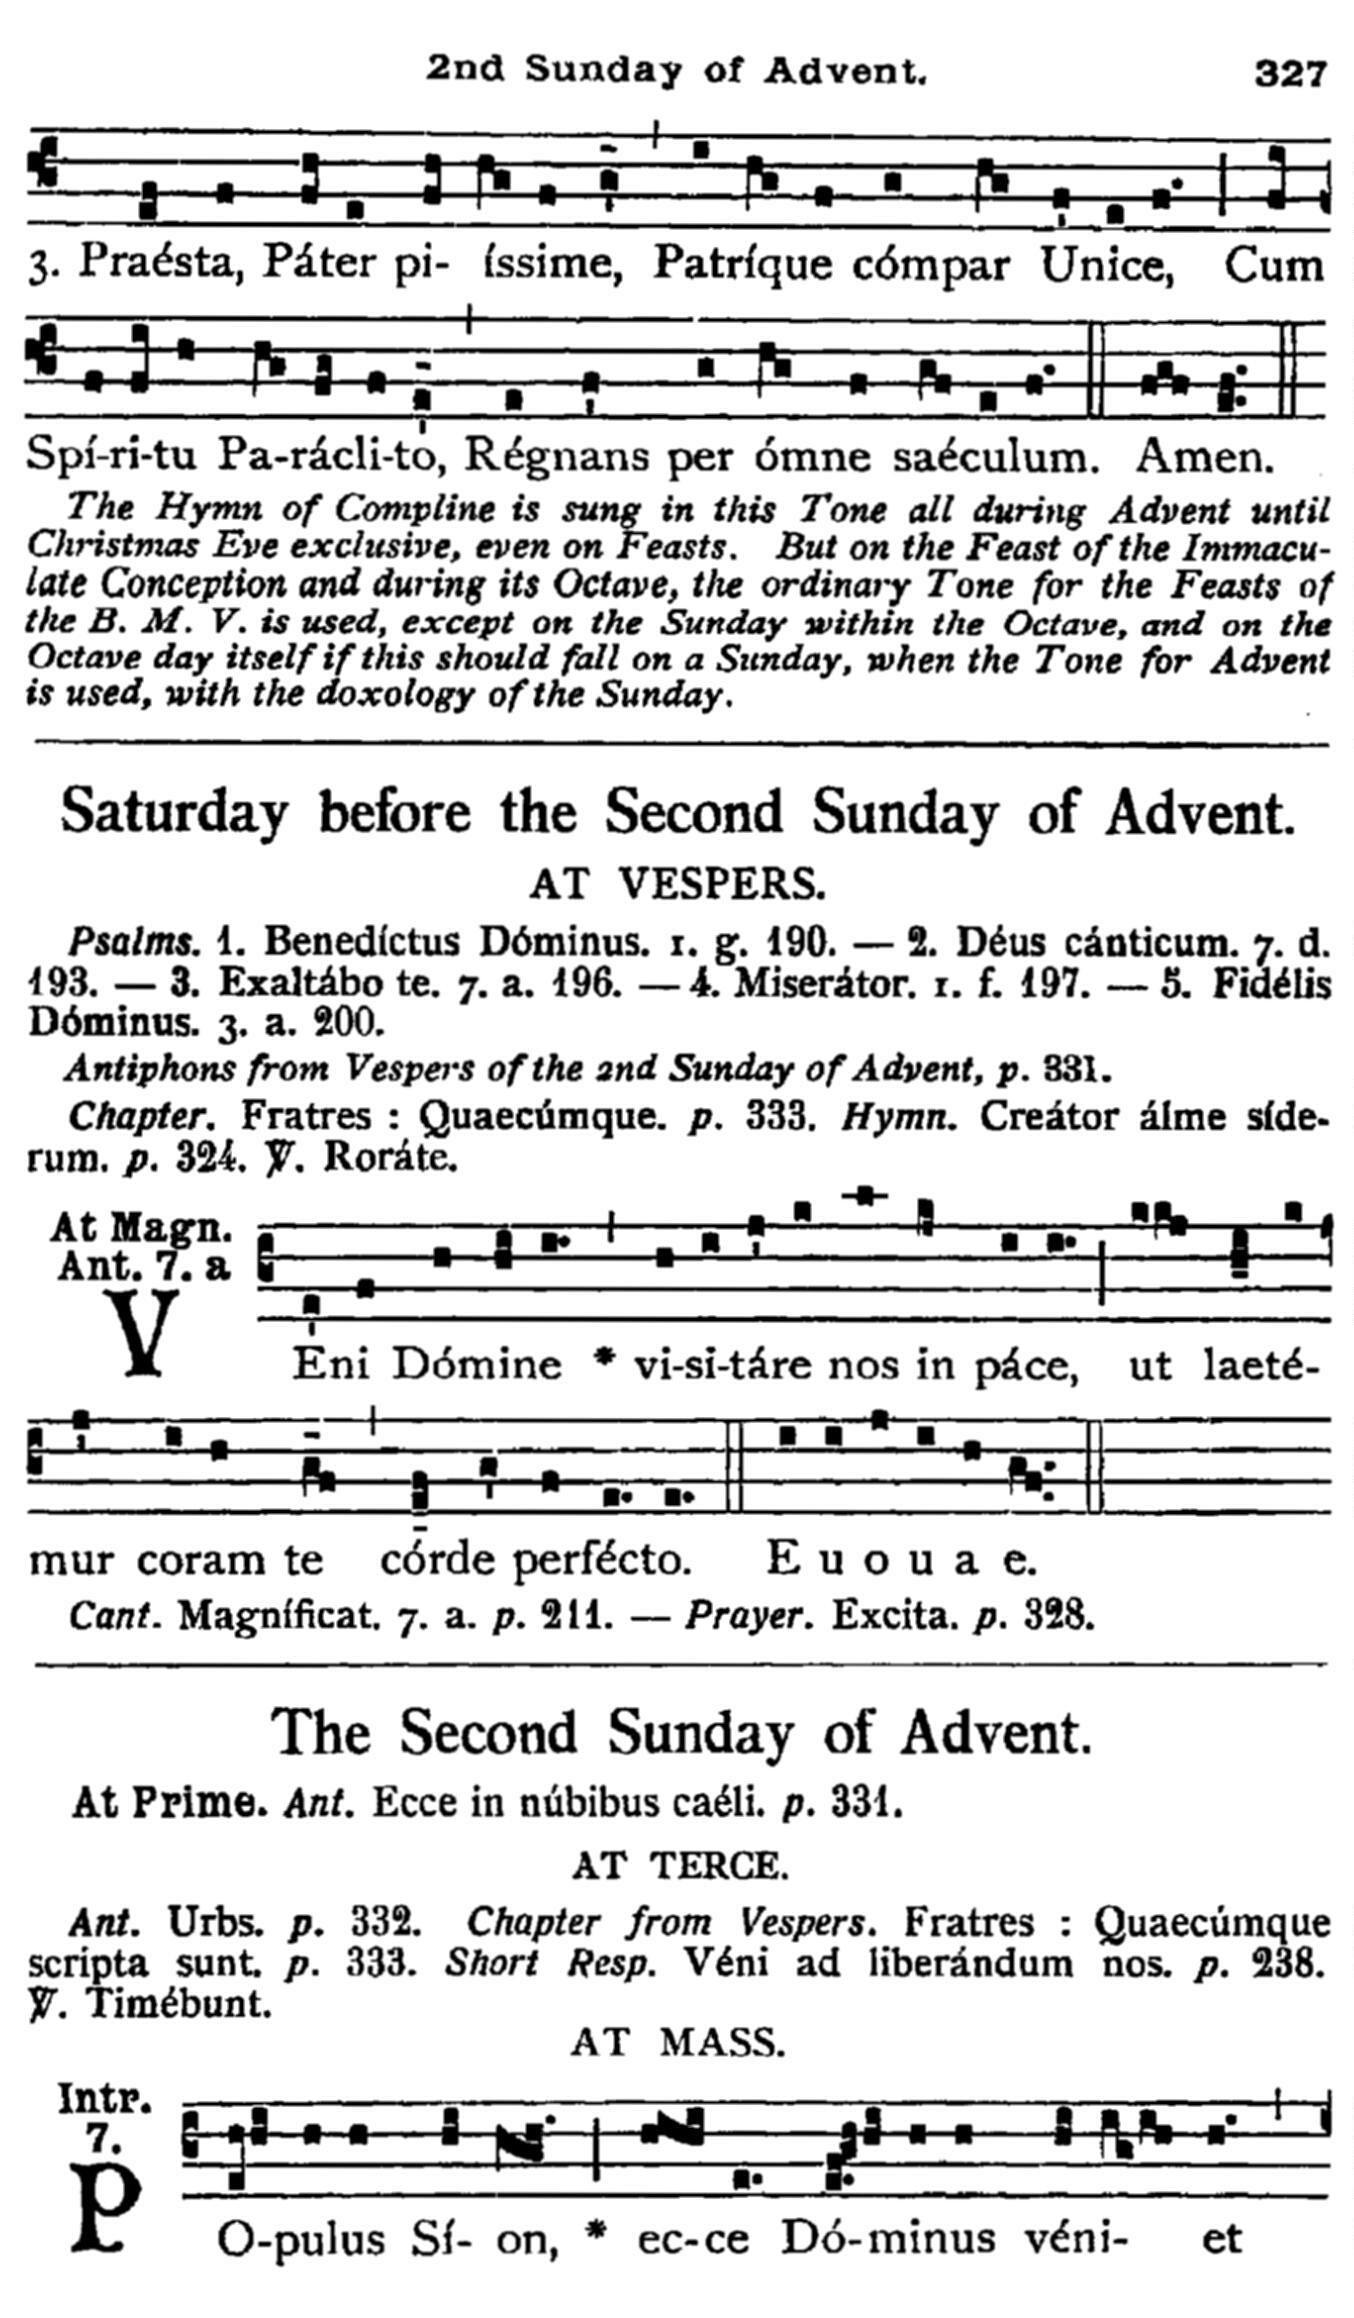 2nd Sunday of Advent. 327
3. Praésta, Páter pi- íssime, Patríque cómpar Unice, Cum
Spí-ri-tu Pa-rácli-to, Régnans per ómne saéculum. Amen.
The Hymn of Compline is sung in this Tone all during Advent until
Christmas Eve exclusive, even on Feasts. But on the Feast of the Immacu-
late Conception and during its Octave, the ordinary Tone for the Feasts of
the B. M. V. is used, except on the Sunday within the Octave, and on the
Octave day itself if this should fall on a Sunday, when the Tone for Advent
is used, with the doxology of the Sunday.
Saturday before the Second Sunday of Advent.
AT VESPERS.
Psalms. 1. Benedíctus Dóminus. 1. g. 190. — 2. Déus cánticum. 7. d.
193. — 3. Exaltábo te. 7. a. 196. — 4. Miserátor. 1. f. 197. — 5. Fidélis
Dóminus. 3. a. 200.
Antiphons from Vespers of the 2nd Sunday of Advent, p. 331.
Chapter. Fratres : Quaecúmque. p. 333. Hymn. Creátor álme síde-
rum. p. 324. ℣. Roráte.
At Magn.
Ant. 7. a
VEni Dómine * vi-si-táre nos in páce, ut laeté-
mur coram te córde perfécto. E u o u a e.
Cant. Magníficat. 7. a. p. 211. — Prayer. Excita. p. 328.
The Second Sunday of Advent.
At Prime. Ant. Ecce in núbibus caéli. p. 331.
AT TERCE.
Ant. Urbs. p. 332. Chapter from Vespers. Fratres : Quaecúmque
scripta sunt. p. 333. Short Resp. Véni ad liberándum nos. p. 238.
℣. Timébunt.
AT MASS.
Intr.
7.
PO-pulus Sí- on, * ec-ce Dó-minus véni- et